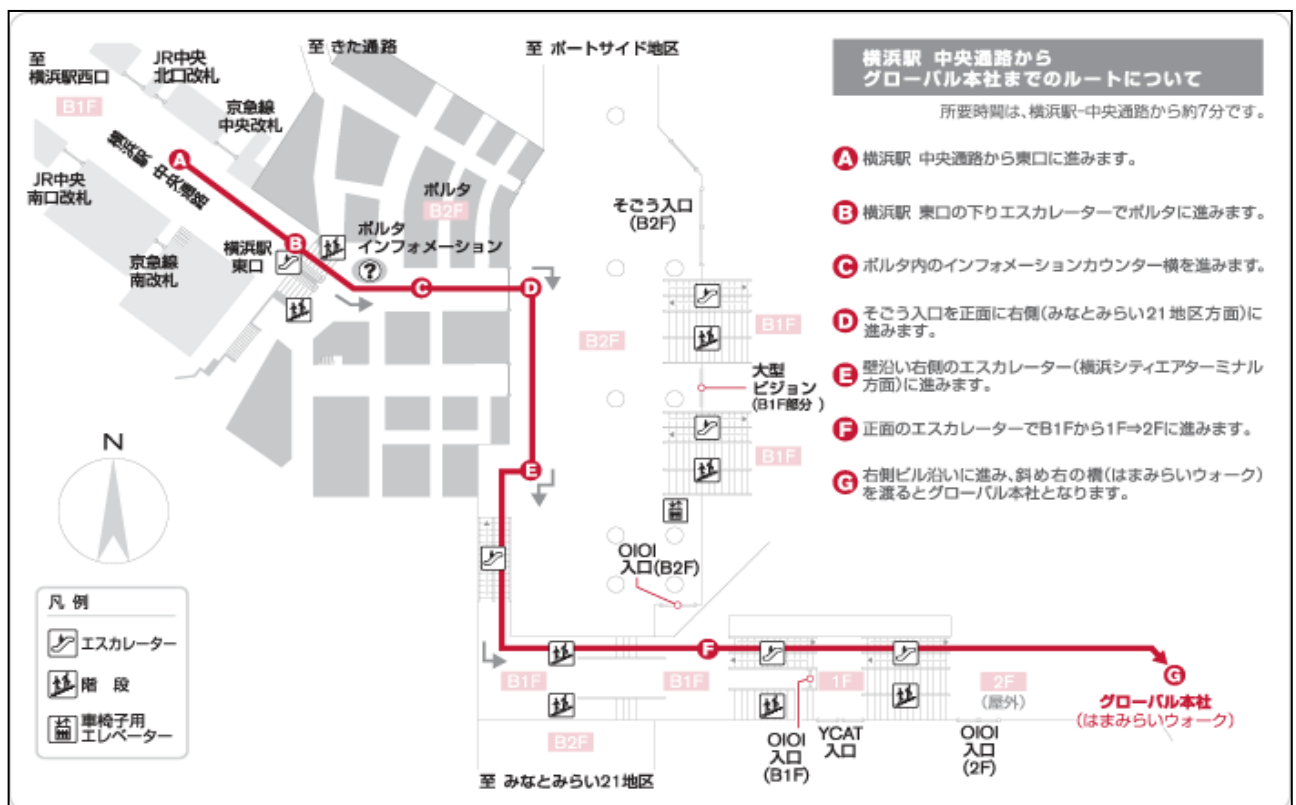 至 きた通路
至 ポートサイド地区
至
横浜駅西口
B1F
JR中央
北口改札
京急線
中央改札
横浜駅 中央通路
A
JR中央
南口改札
京急線
南改札
横浜駅
東口
B
ポルタ
B2F
ポルタ
インフォメーション
?
C
D
E
そごう入口
(B2F)
B1F
B2F
大型
ビジョン
(B1F部分 )
B1F
OIOI
入口(B2F)
N
凡 例
エスカレーター
階 段
車椅子用
エレベーター
F
B1F
B1F
1F
2F
(屋外)
B2F
G
グローバル本社
(はまみらいウォーク)
OIOI
入口
(B1F)
YCAT
入口
OIOI
入口
(2F)
至 みなとみらい21地区
横浜駅 中央通路から
グローバル本社までのルートについて
所要時間は、横浜駅-中央通路から約7分です。
A 横浜駅 中央通路から東口に進みます。
B 横浜駅 東口の下りエスカレーターでポルタに進みます。
C ポルタ内のインフォメーションカウンター横を進みます。
D そごう入口を正面に右側(みなとみらい21地区方面)に
進みます。
E 壁沿い右側のエスカレーター(横浜シティエアターミナル
方面)に進みます。
F 正面のエスカレーターでB1Fから1F⇒2Fに進みます。
G 右側ビル沿いに進み、斜め右の橋(はまみらいウォーク)
を渡るとグローバル本社となります。